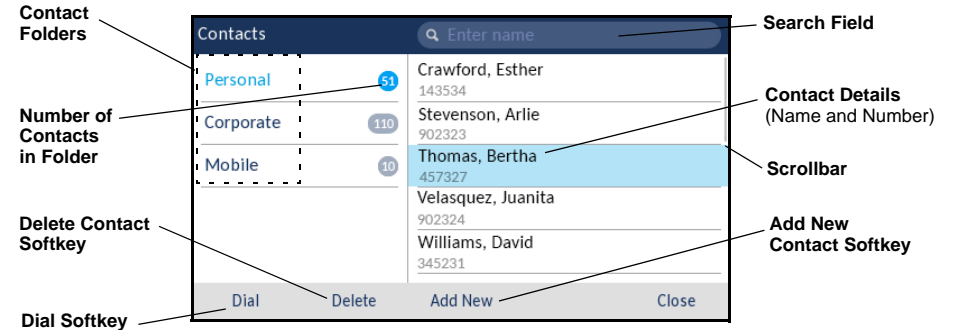 Contact
Folders
Number of
Contacts
in Folder
Delete Contact
Softkey
Dial Softkey
Contacts
Enter name
Personal
51
Corporate
110
Mobile
10
Crawford, Esther
143534
Stevenson, Arlie
902323
Thomas, Bertha
457327
Velasquez, Juanita
902324
Williams, David
345231
Dial
Delete
Add New
Close
Search Field
Contact Details
(Name and Number)
Scrollbar
Add New
Contact Softkey